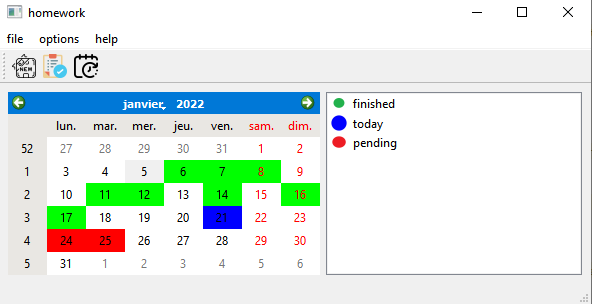 homework
file options help
NEW
janvier, 2022
lun. mar. mer. jeu. ven. sam. dim.
52 27 28 29 30 31 1 2
1 3 4 5 6 7 8 9
2 10 11 12 13 14 15 16
3 17 18 19 20 21 22 23
4 24 25 26 27 28 29 30
5 31 1 2 3 4 5 6
finished
today
pending